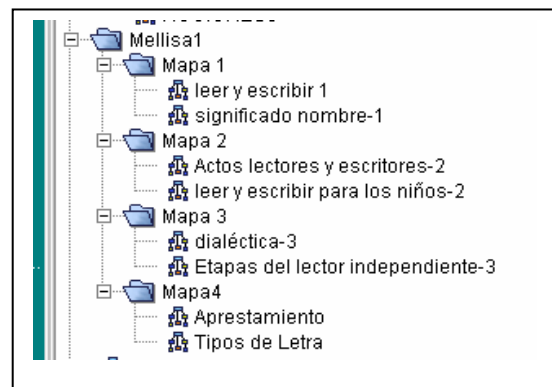 Mellisa1
Mapa 1
leer y escribir 1
significado nombre-1
Mapa 2
Actos lectores y escritores-2
leer y escribir para los niños-2
Mapa 3
dialéctica-3
Etapas del lector independiente-3
Mapa4
Aprestamiento
Tipos de Letra